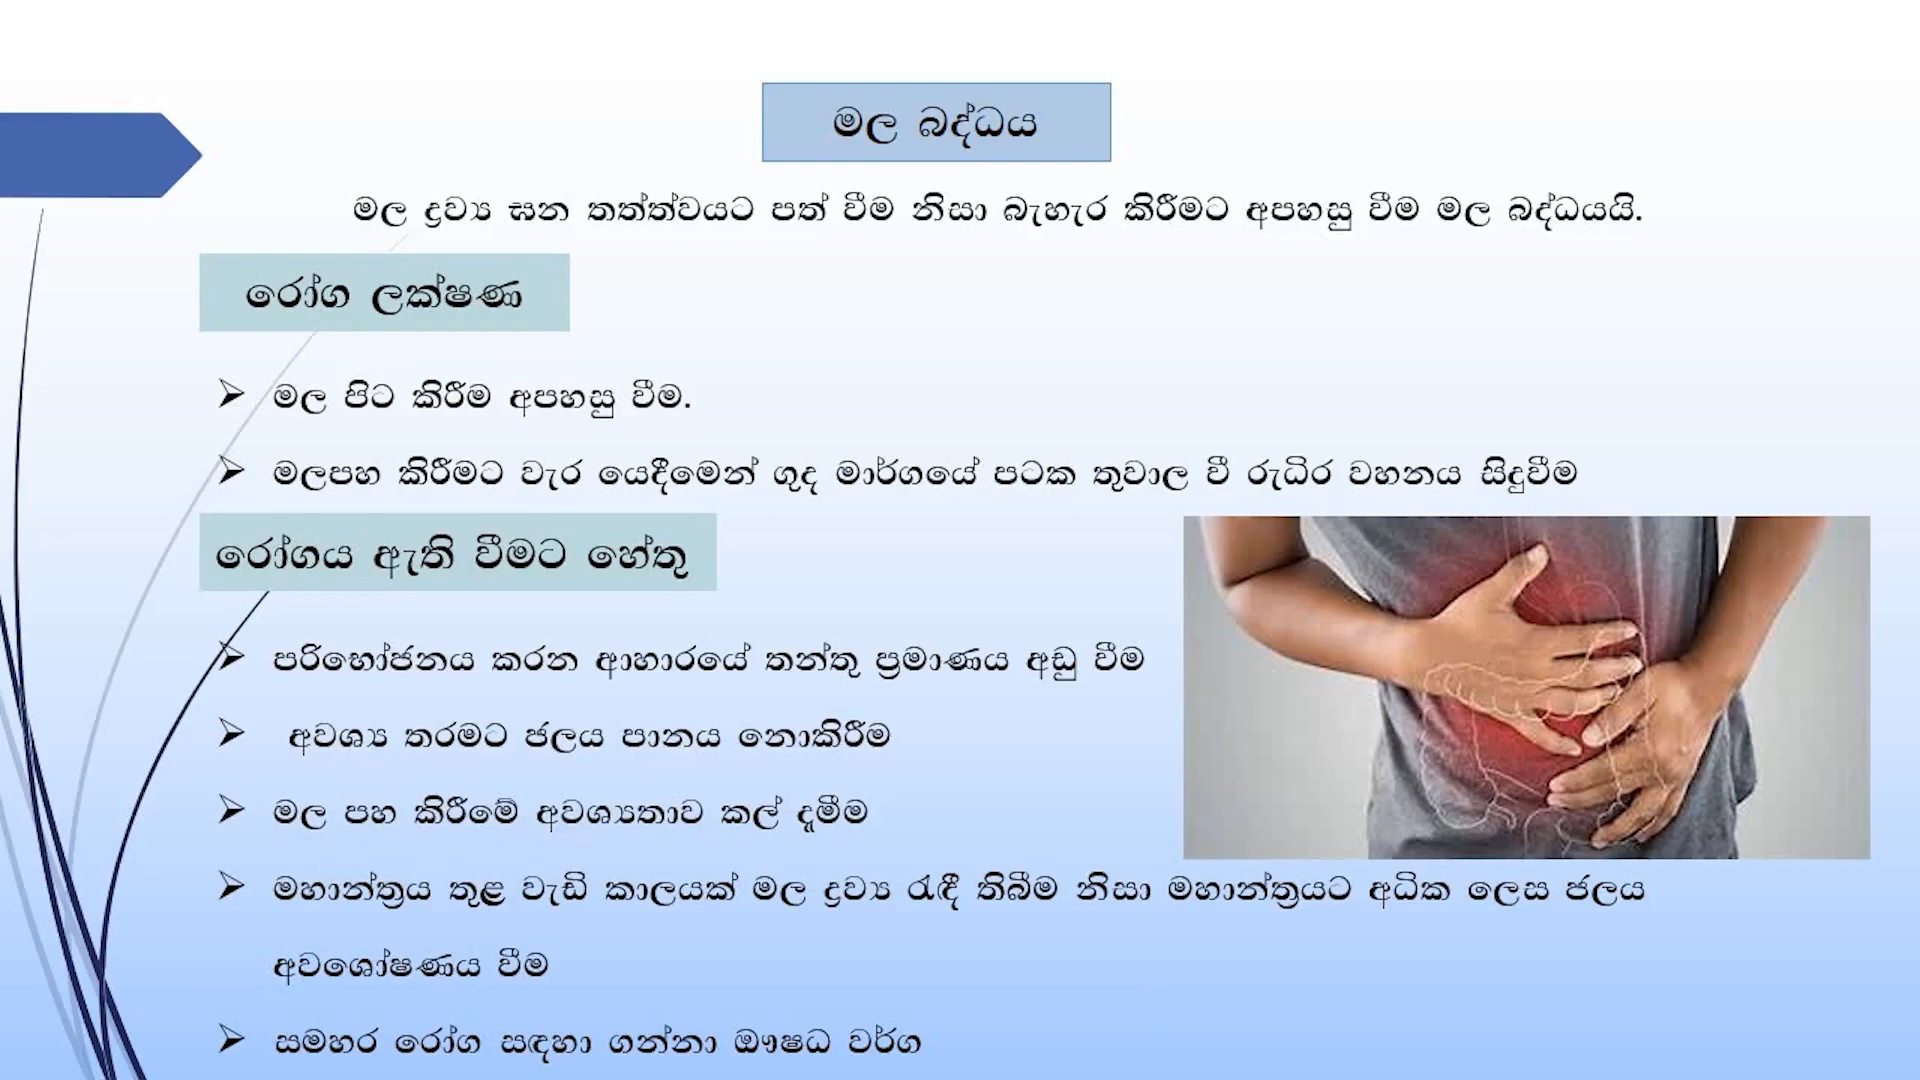 මල බද්ධය
මල ද්‍රව්‍ය ඝන තත්ත්වයට පත් වීම නිසා බැහැර කිරීමට අපහසු වීම මල බද්ධයයි.
රෝග ලක්ෂණ
මල පිට කිරීම අපහසු වීම.
මලපහ කිරීමට වැර යෙදීමෙන් ගුද මාර්ගයේ පටක තුවාල වී රුධිර වහනය සිදුවීම
රෝගය ඇති වීමට හේතු
පරිභෝජනය කරන ආහාරයේ තන්තු ප්‍රමාණය අඩු වීම
අවශ්‍ය තරමට ජලය පානය නොකිරීම
මල පහ කිරීමේ අවශ්‍යතාව කල් දැමීම
මහාන්ත්‍රය තුළ වැඩි කාලයක් මල ද්‍රව්‍ය රැඳී තිබීම නිසා මහාන්ත්‍රයට අධික ලෙස ජලය
අවශෝෂණය වීම
සමහර රෝග සඳහා ගන්නා ඖෂධ වර්ග